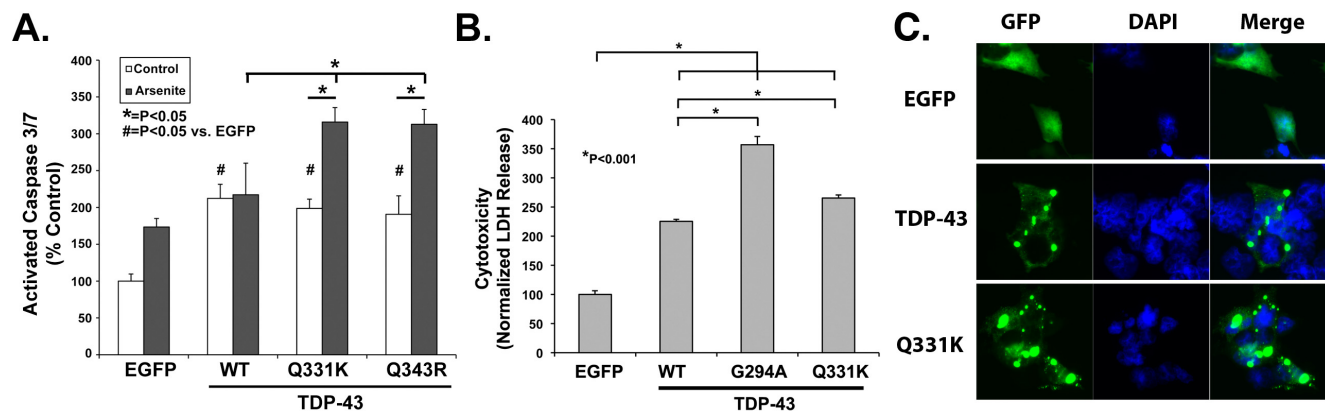 A.
Activated Caspase 3/7
(% Control)
400
350
300
250
200
150
100
50
0
Control
Arsenite
*=P<0.05
#=P<0.05 vs. EGFP
*
*
*
#
#
#
EGFP
WT
Q331K
Q343R
TDP-43
B.
Cytotoxicity
(Normalized LDH Release)
400
350
300
250
200
150
100
50
0
*
*
*
*P<0.001
EGFP
WT
G294A
Q331K
TDP-43
C.
GFP
DAPI
Merge
EGFP
TDP-43
Q331K